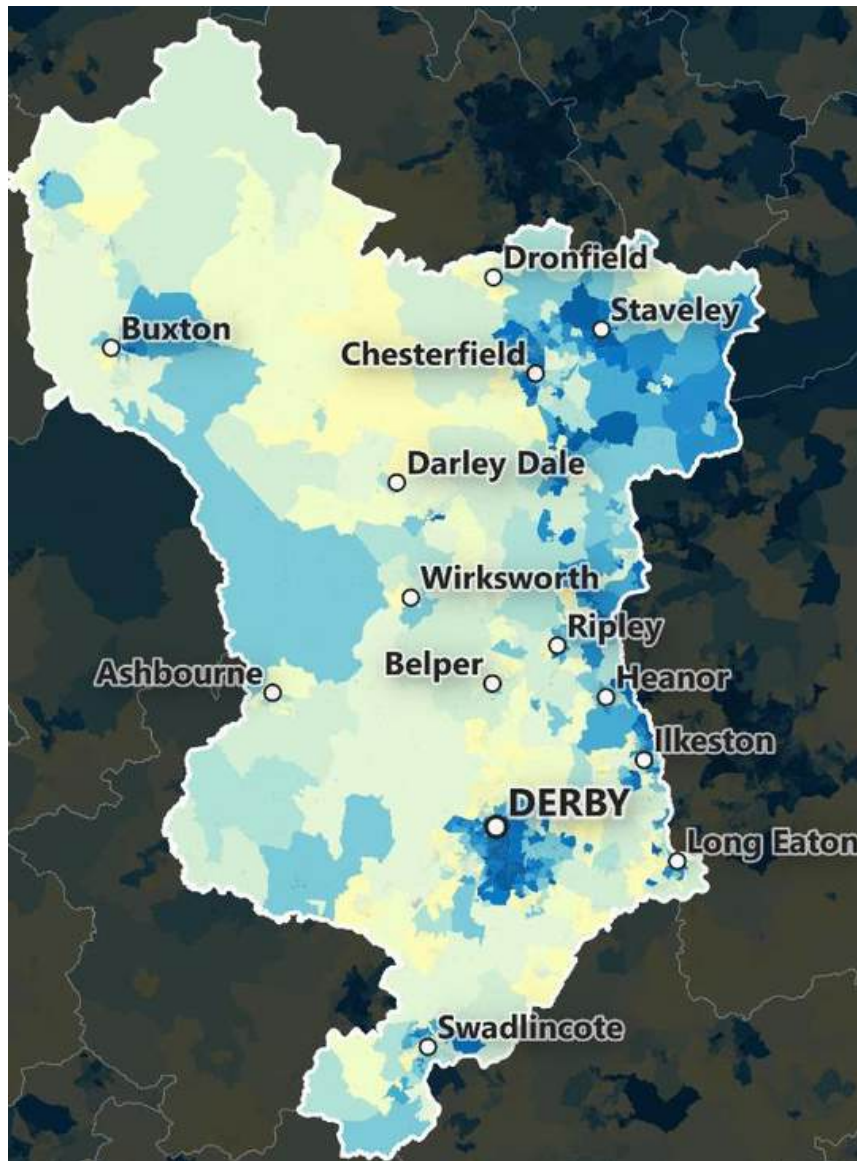 Dronfield
Staveley
Buxton
Chesterfield
Darley Dale
Wirksworth
Ripley
Belper
Ashbourne
Heanor
Ilkeston
DERBY
Long Eaton
Swadlincote